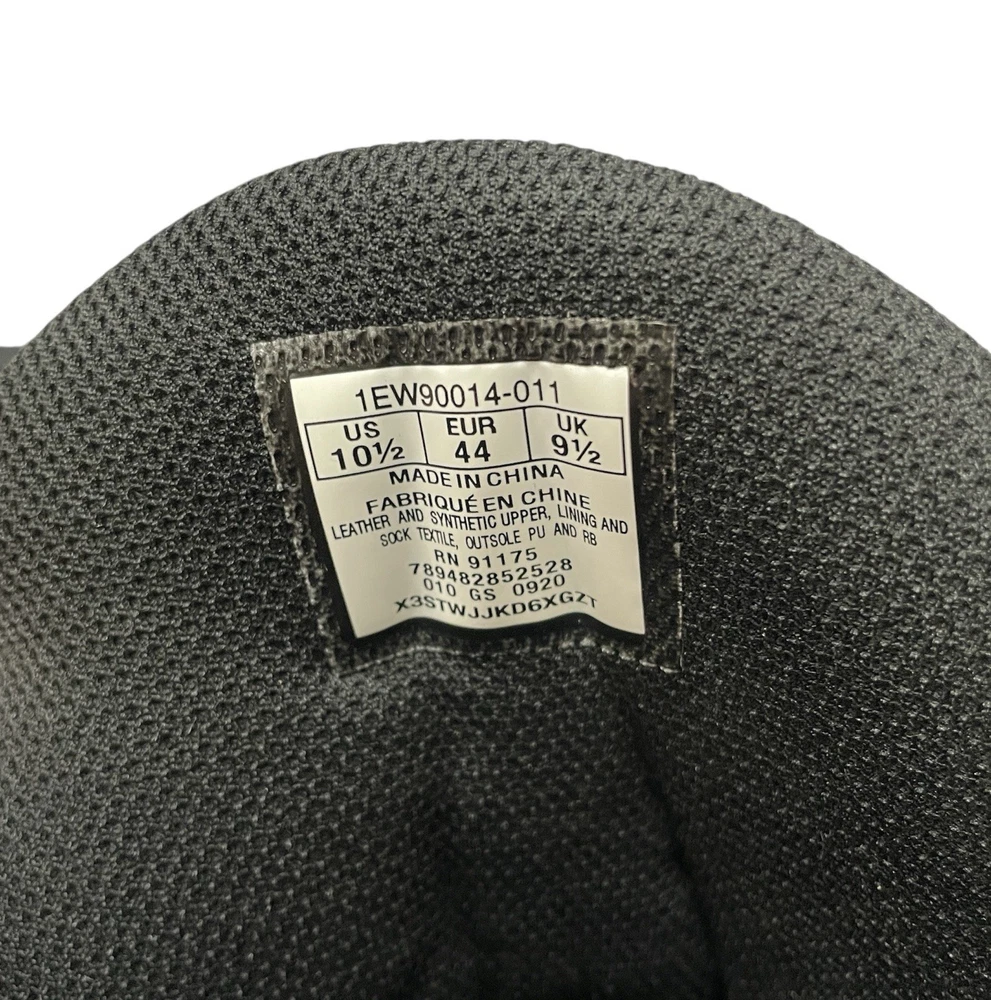 1EW90014-011
US EUR UK
10½ 44 9½
MADE IN CHINA
FABRIQUÉ EN CHINE
LEATHER AND SYNTHETIC UPPER, LINING AND
SOCK TEXTILE, OUTSOLE PU AND RB
RN 91175
789482852528
010 GS 0920
X3STWJJKD6XGZT